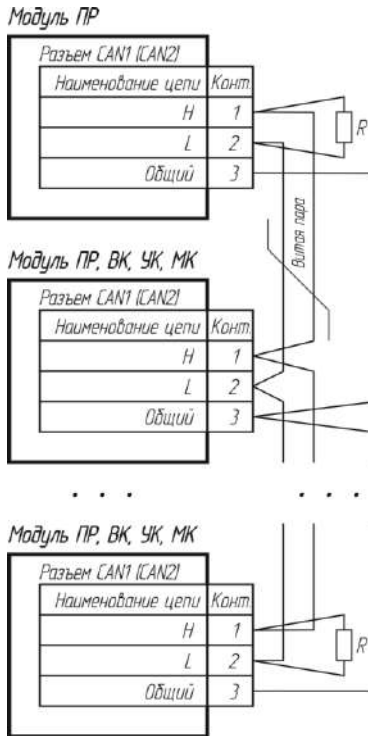 Модуль ПР
Разъем CAN1 (CAN2)
Наименование цепи Конт.
H 1
R
L 2
Общий 3
Витая пара
Модуль ПР, ВК, УК, МК
Разъем CAN1 (CAN2)
Наименование цепи Конт.
H 1
L 2
Общий 3
. . . . . .
Модуль ПР, ВК, УК, МК
Разъем CAN1 (CAN2)
Наименование цепи Конт.
H 1
R
L 2
Общий 3